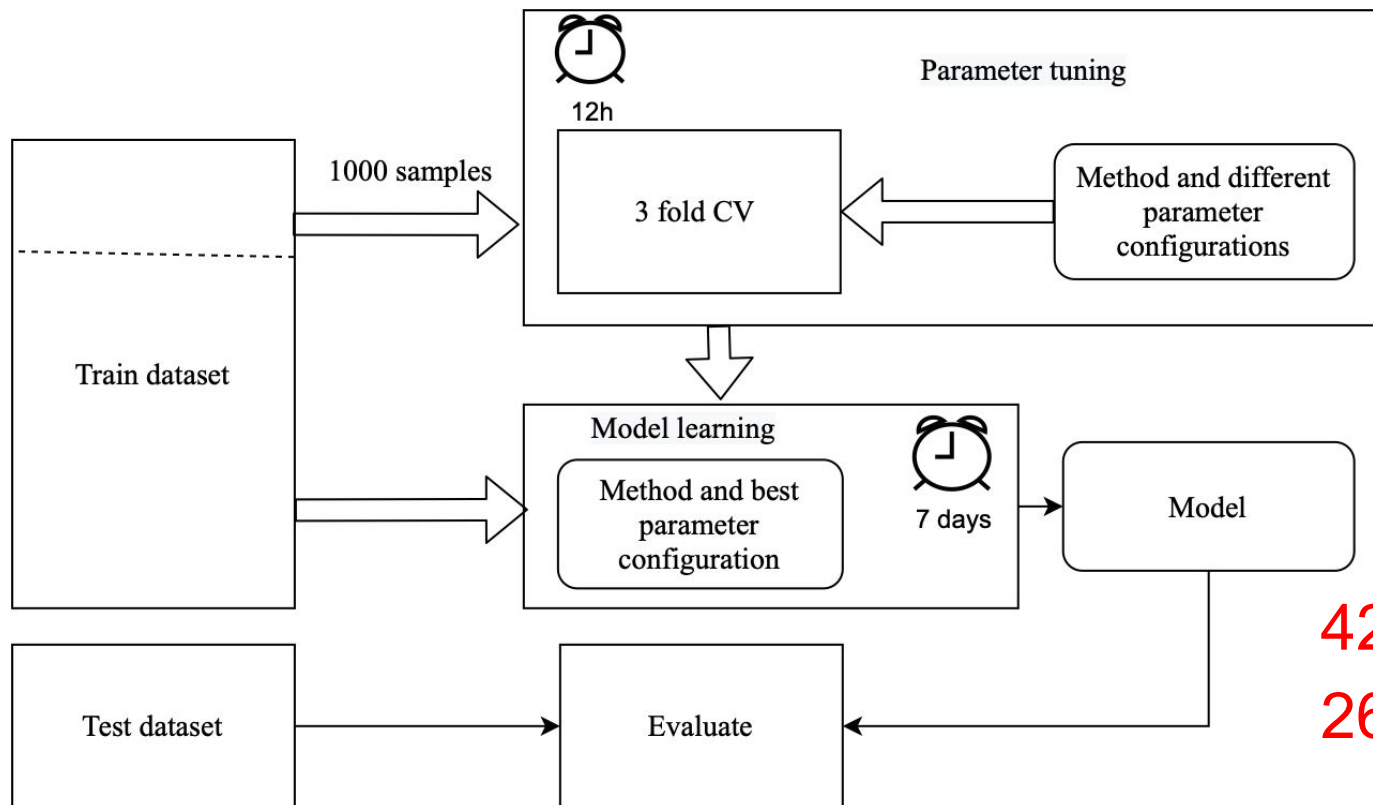 12h
Parameter tuning
1000 samples
3 fold CV
Method and different
parameter
configurations
Train dataset
Model learning
Method and best
parameter
configuration
7 days
Model
Test dataset
Evaluate